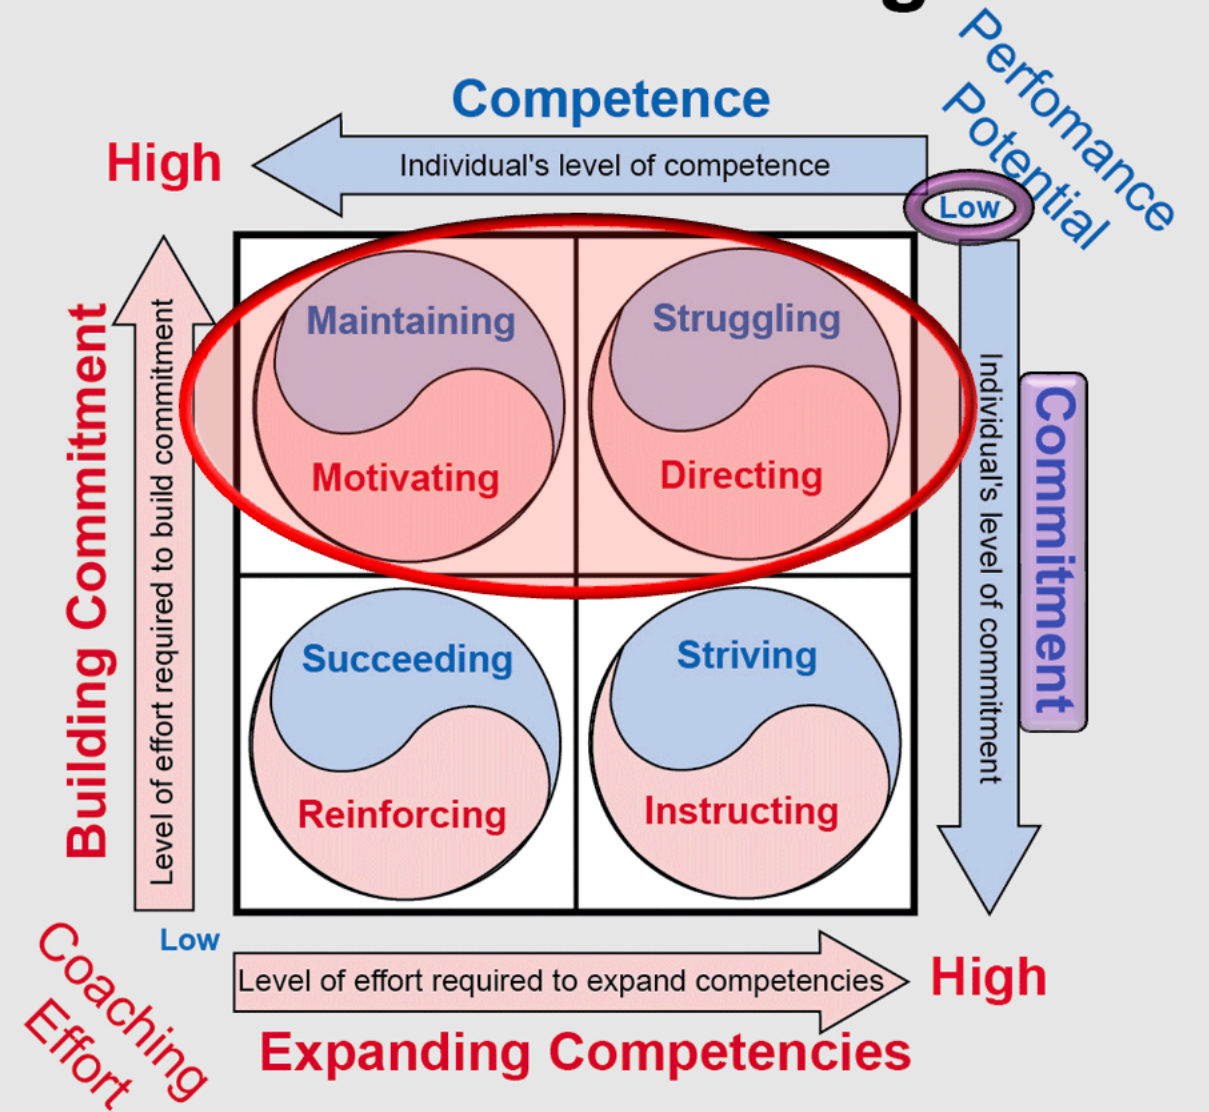 g
Perfomance
Potential
Competence
High
Individual's level of competence
Low
Building Commitment
Level of effort required to build commitment
Maintaining
Motivating
Struggling
Directing
Individual's level of commitment
Commitment
Succeeding
Reinforcing
Striving
Instructing
Low
Coaching
Effort
Level of effort required to expand competencies
High
Expanding Competencies